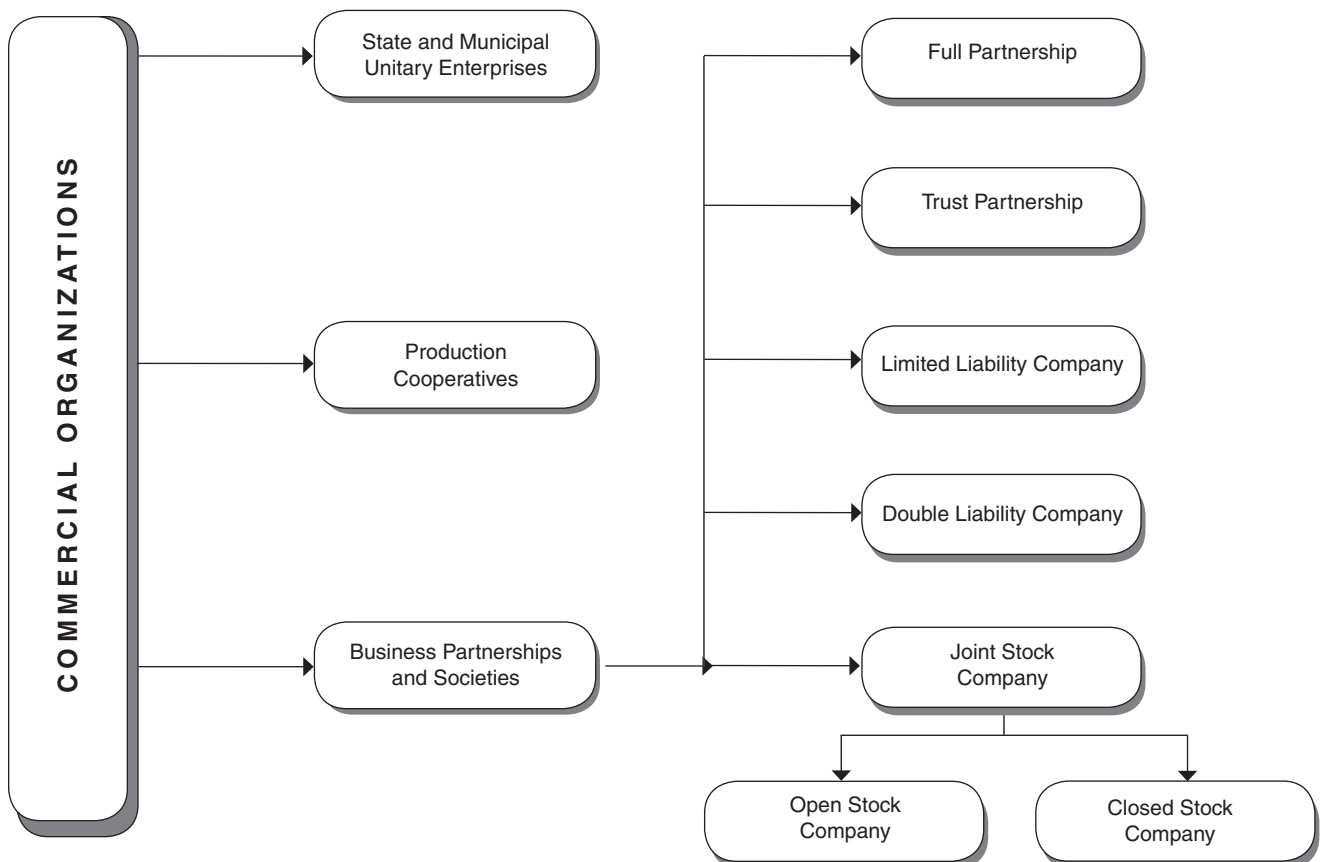 COMMERCIAL ORGANIZATIONS
State and Municipal
Unitary Enterprises
Production
Cooperatives
Business Partnerships
and Societies
Full Partnership
Trust Partnership
Limited Liability Company
Double Liability Company
Joint Stock
Company
Open Stock
Company
Closed Stock
Company